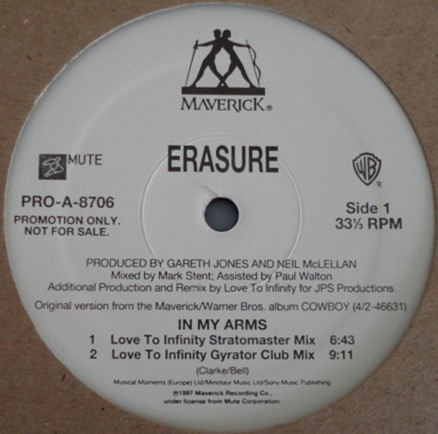 MAVERICK®
MUTE
ERASURE
WB®
PRO-A-8706
PROMOTION ONLY.
NOT FOR SALE.
Side 1
33⅓ RPM
PRODUCED BY GARETH JONES AND NEIL McLELLAN
Mixed by Mark Stent; Assisted by Paul Walton
Additional Production and Remix by Love To Infinity for JPS Productions
Original version from the Maverick/Warner Bros. album COWBOY (4/2-46631)
IN MY ARMS
1 Love To Infinity Stratomaster Mix 6:43
2 Love To Infinity Gyrator Club Mix 9:11
(Clarke/Bell)
Musical Moments (Europe) Ltd/Minotaur Music Ltd/Sony Music Publishing
℗1997 Maverick Recording Co.,
under license from Mute Corporation.